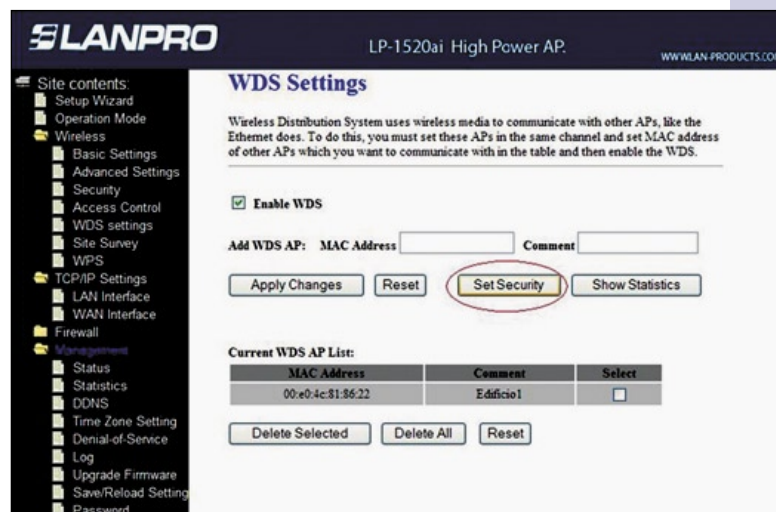 LANPRO
LP-1520ai High Power AP.
WWW.LAN-PRODUCTS.CO
Site contents:
Setup Wizard
Operation Mode
Wireless
Basic Settings
Advanced Settings
Security
Access Control
WDS settings
Site Survey
WPS
TCP/IP Settings
LAN Interface
WAN Interface
Firewall
Management
Status
Statistics
DDNS
Time Zone Setting
Denial-of-Service
Log
Upgrade Firmware
Save/Reload Setting
Password
WDS Settings
Wireless Distribution System uses wireless media to communicate with other APs, like the
Ethernet does. To do this, you must set these APs in the same channel and set MAC address
of other APs which you want to communicate with in the table and then enable the WDS.
Enable WDS
Add WDS AP: MAC Address Comment
Apply Changes Reset Set Security Show Statistics
Current WDS AP List:
MAC Address Comment Select
00:e0:4c:81:86:22 Edificio1
Delete Selected Delete All Reset